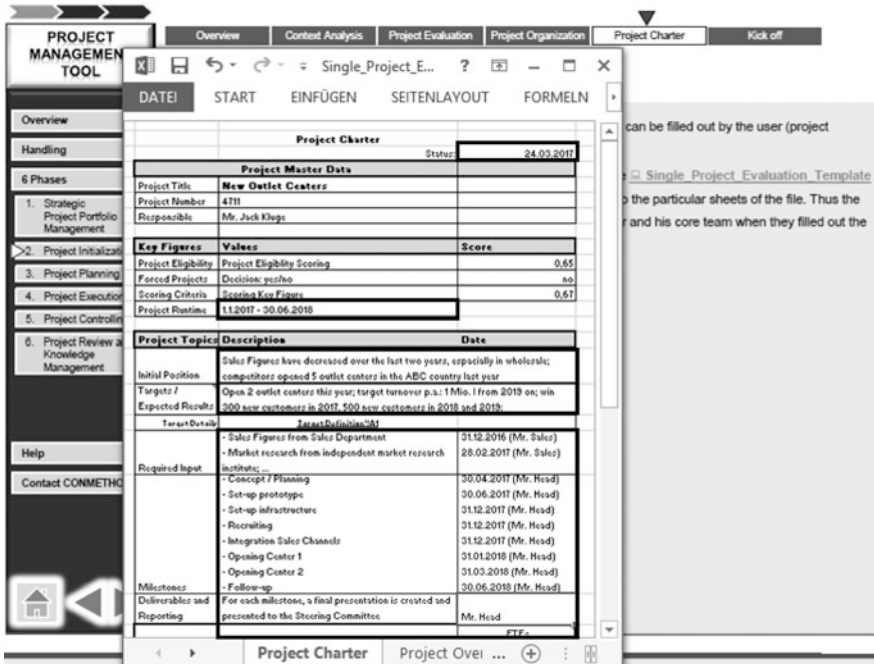 PROJECT
MANAGEMEN
TOOL
Overview
Context Analysis
Project Evaluation
Project Organization
Project Charter
Kick off
Single_Project_E...
?
DATEI
START
EINFÜGEN
SEITENLAYOUT
FORMELN
Overview
Handling
6 Phases
1. Strategic
Project Portfolio
Management
2. Project Initializati
3. Project Planning
4. Project Execution
5. Project Controllin
6. Project Review a
Knowledge
Management
Help
Contact CONMETHO
can be filled out by the user (project
Single_Project_Evaluation_Template
o the particular sheets of the file. Thus the
r and his core team when they filled out the
Project Charter
Status: 24.03.2017
Project Master Data
Project Title New Outlet Centers
Project Number 4711
Responsible Mr. Jack Kluge
Key Figures Values Score
Project Eligibility Project Eligiblity Scoring 0,65
Forced Projects Decision: yes/no no
Scoring Criteria Scoring Key Figure 0,67
Project Runtime 1.1.2017 - 30.06.2018
Project Topics Description Date
Initial Position
Sales Figures have decreased over the last two years, especially in wholesale;
competitors opened 5 outlet centers in the ABC country last year
Targets / Expected Results
Open 2 outlet centers this year; target turnover p.a.: 1 Mio. I from 2019 on; win
300 new customers in 2017, 500 new customers in 2018 and 2019;
Target Details Target Definition!A1
Required Input
- Sales Figures from Sales Department 31.12.2016 (Mr. Sales)
- Market research from independent market research 28.02.2017 (Mr. Sales)
institute; ...
Milestones
- Concept / Planning 30.04.2017 (Mr. Head)
- Set-up prototype 30.06.2017 (Mr. Head)
- Set-up infrastructure 31.12.2017 (Mr. Head)
- Recruiting 31.12.2017 (Mr. Head)
- Integration Sales Channels 31.12.2017 (Mr. Head)
- Opening Center 1 31.01.2018 (Mr. Head)
- Opening Center 2 31.03.2018 (Mr. Head)
- Follow-up 30.06.2018 (Mr. Head)
Deliverables and For each milestone, a final presentation is created and
Reporting presented to the Steering Committee Mr. Head
FTEs
Project Charter
Project Over ...